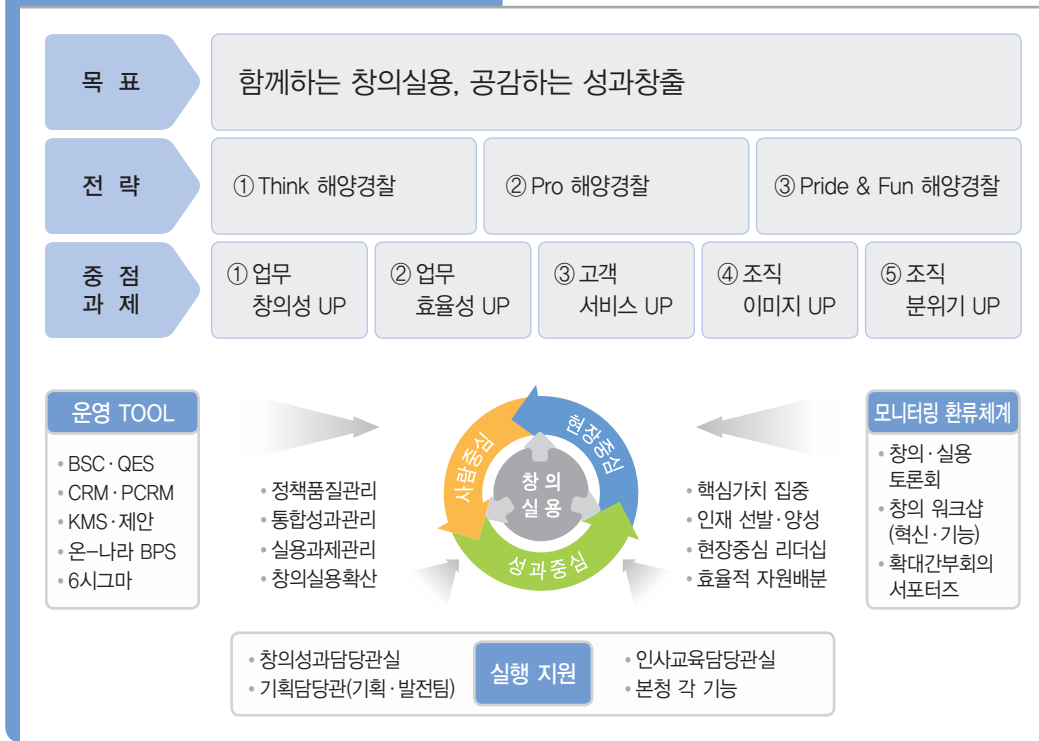 목 표
함께하는 창의실용, 공감하는 성과창출
전 략
① Think 해양경찰
② Pro 해양경찰
③ Pride & Fun 해양경찰
중 점
과 제
① 업무
창의성 UP
② 업무
효율성 UP
③ 고객
서비스 UP
④ 조직
이미지 UP
⑤ 조직
분위기 UP
운영 TOOL
• BSC·QES
• CRM·PCRM
• KMS·제안
• 온-나라 BPS
• 6시그마
• 정책품질관리
• 통합성과관리
• 실용과제관리
• 창의실용확산
사람중심
현장중심
성과중심
창 의
실 용
• 핵심가치 집중
• 인재 선발·양성
• 현장중심 리더십
• 효율적 자원배분
모니터링 환류체계
• 창의·실용
토론회
• 창의 워크샵
(혁신·기능)
• 확대간부회의
서포터즈
• 창의성과담당관실
• 기획담당관(기획·발전팀)
실행 지원
• 인사교육담당관실
• 본청 각 기능